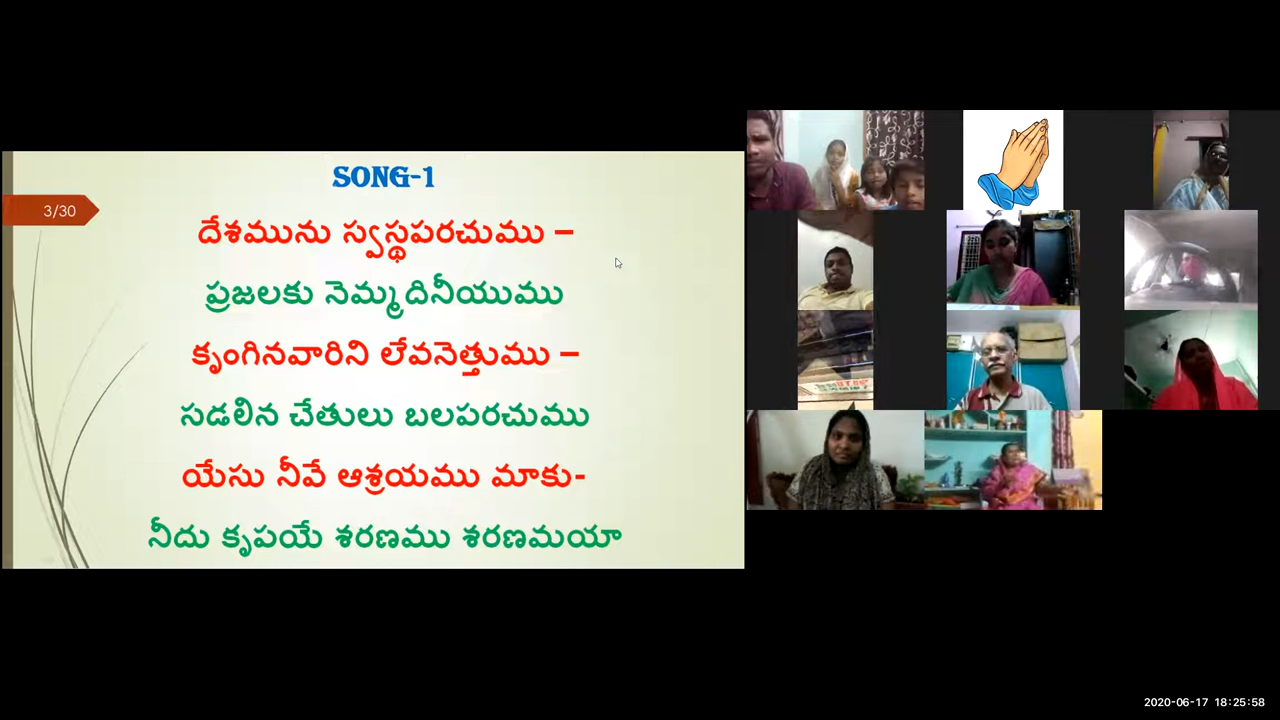 SONG-1
3/30
దేశమును స్వస్థపరచుము –
ప్రజలకు నెమ్మదినీయుము
కృంగినవారిని లేవనెత్తుము –
సడలిన చేతులు బలపరచుము
యేసు నీవే ఆశ్రయము మాకు-
నీదు కృపయే శరణము శరణమయా
2020-06-17 18:25:58